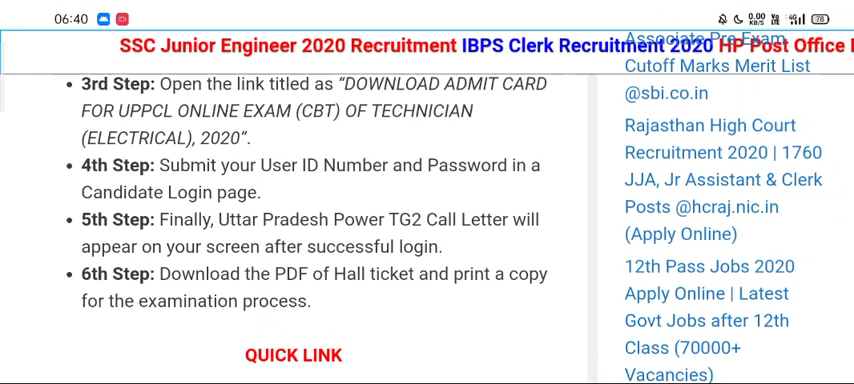 06:40
0.00 KB/S
4G
78
SSC Junior Engineer 2020 Recruitment IBPS Clerk Recruitment 2020 HP Post Office
• 3rd Step: Open the link titled as “DOWNLOAD ADMIT CARD
FOR UPPCL ONLINE EXAM (CBT) OF TECHNICIAN
(ELECTRICAL), 2020”.
• 4th Step: Submit your User ID Number and Password in a
Candidate Login page.
• 5th Step: Finally, Uttar Pradesh Power TG2 Call Letter will
appear on your screen after successful login.
• 6th Step: Download the PDF of Hall ticket and print a copy
for the examination process.
QUICK LINK
Associate Pre Exam
Cutoff Marks Merit List
@sbi.co.in
Rajasthan High Court
Recruitment 2020 | 1760
JJA, Jr Assistant & Clerk
Posts @hcraj.nic.in
(Apply Online)
12th Pass Jobs 2020
Apply Online | Latest
Govt Jobs after 12th
Class (70000+
Vacancies)